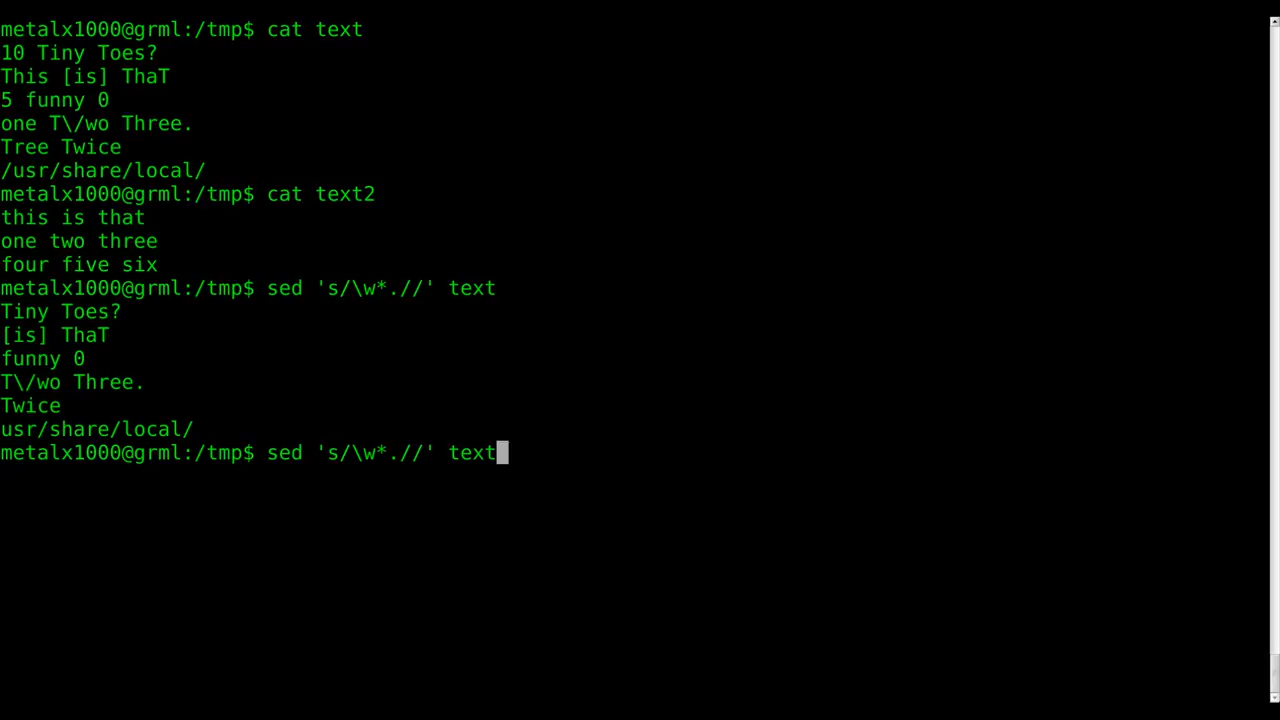 metalx1000@grml:/tmp$ cat text
10 Tiny Toes?
This [is] ThaT
5 funny 0
one T\/wo Three.
Tree Twice
/usr/share/local/
metalx1000@grml:/tmp$ cat text2
this is that
one two three
four five six
metalx1000@grml:/tmp$ sed 's/\w*.//' text
Tiny Toes?
[is] ThaT
funny 0
T\/wo Three.
Twice
usr/share/local/
metalx1000@grml:/tmp$ sed 's/\w*.//' text